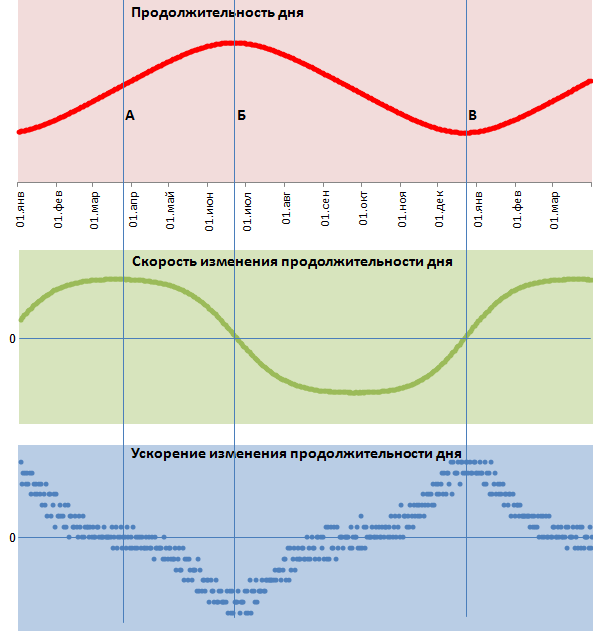 Продолжительность дня
А
Б
В
01.янв
01.фев
01.мар
01.апр
01.май
01.июн
01.июл
01.авг
01.сен
01.окт
01.ноя
01.дек
01.янв
01.фев
01.мар
Скорость изменения продолжительности дня
0
Ускорение изменения продолжительности дня
0